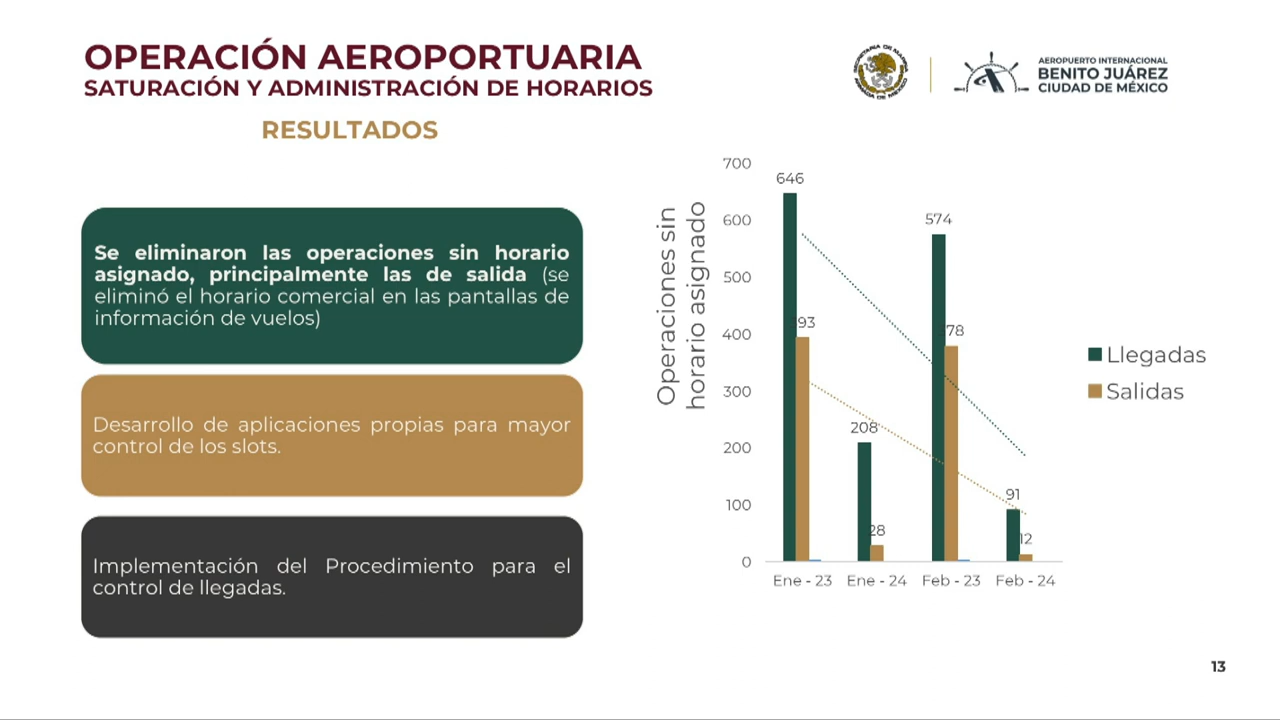 OPERACIÓN AEROPORTUARIA
SATURACIÓN Y ADMINISTRACIÓN DE HORARIOS
RESULTADOS
AEROPUERTO INTERNACIONAL
BENITO JUÁREZ
CIUDAD DE MÉXICO
Se eliminaron las operaciones sin horario
asignado, principalmente las de salida (se
eliminó el horario comercial en las pantallas de
información de vuelos)
Desarrollo de aplicaciones propias para mayor
control de los slots.
Implementación del Procedimiento para el
control de llegadas.
Operaciones sin
horario asignado
700
600
500
400
300
200
100
0
646
93
208
28
574
78
91
12
Ene - 23
Ene - 24
Feb - 23
Feb - 24
Llegadas
Salidas
13